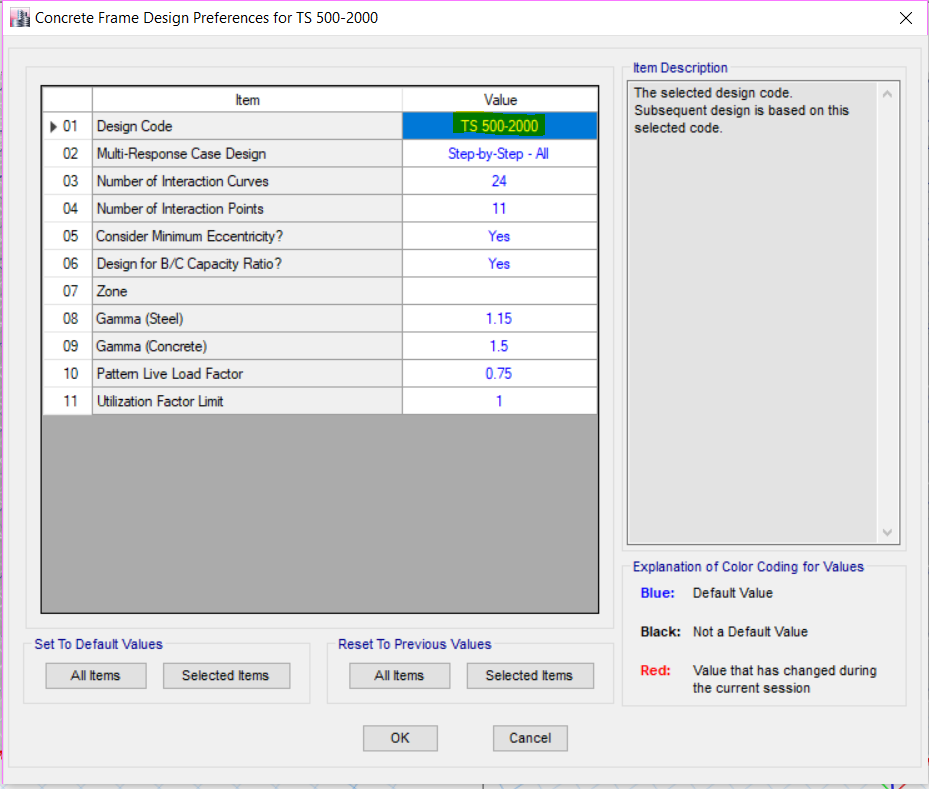 Concrete Frame Design Preferences for TS 500-2000
Item Value
01 Design Code TS 500-2000
02 Multi-Response Case Design Step-by-Step - All
03 Number of Interaction Curves 24
04 Number of Interaction Points 11
05 Consider Minimum Eccentricity? Yes
06 Design for B/C Capacity Ratio? Yes
07 Zone
08 Gamma (Steel) 1.15
09 Gamma (Concrete) 1.5
10 Pattern Live Load Factor 0.75
11 Utilization Factor Limit 1
Item Description
The selected design code.
Subsequent design is based on this
selected code.
Explanation of Color Coding for Values
Blue: Default Value
Black: Not a Default Value
Red: Value that has changed during
the current session
Set To Default Values
All Items Selected Items
Reset To Previous Values
All Items Selected Items
OK Cancel